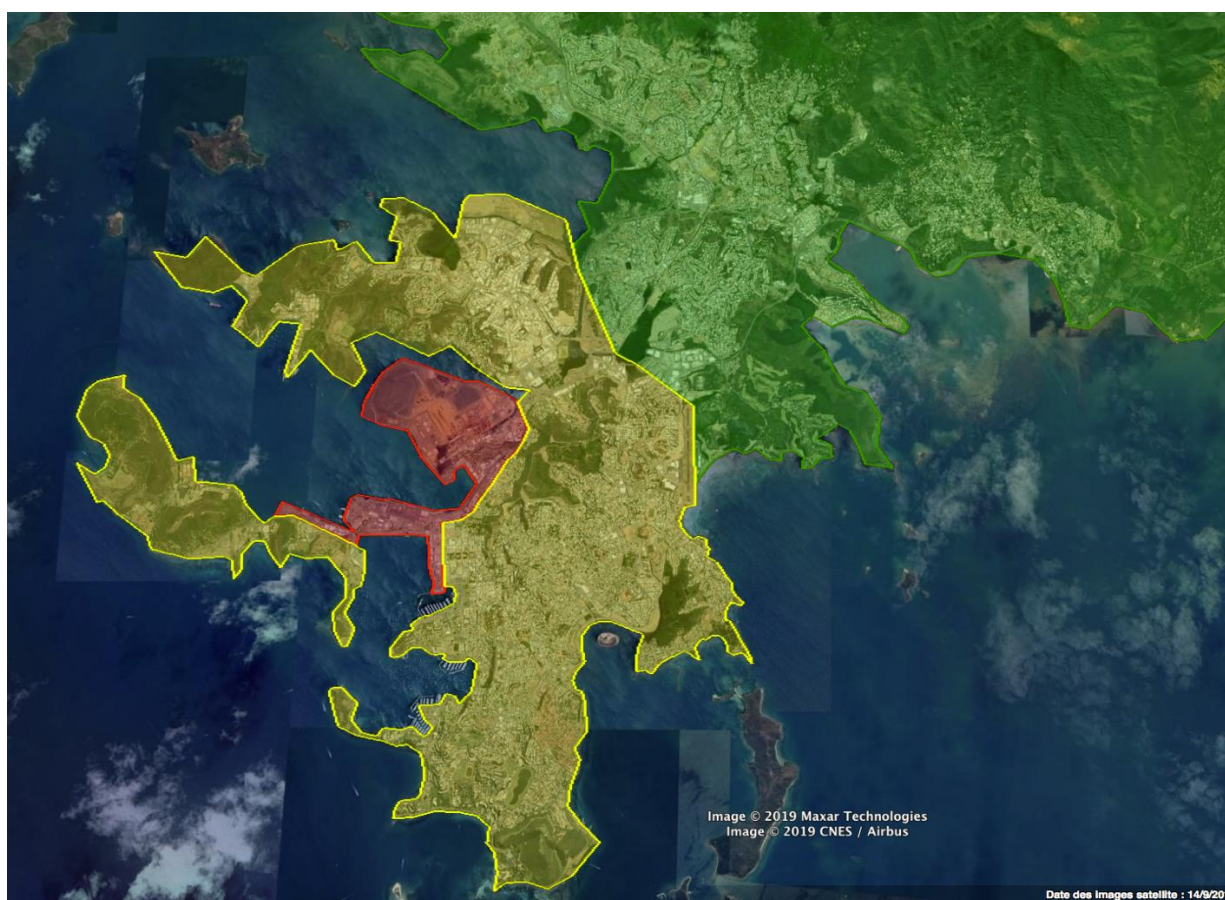 Image © 2019 Maxar Technologies
Image © 2019 CNES / Airbus
Date des images satellite : 14/9/20